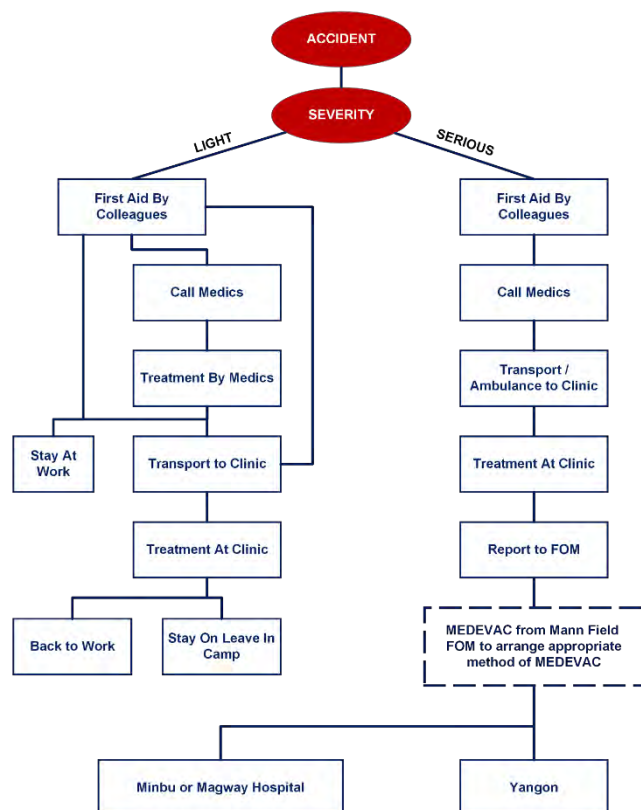 ACCIDENT
SEVERITY
LIGHT
SERIOUS
First Aid By
Colleagues
First Aid By
Colleagues
Call Medics
Call Medics
Treatment By Medics
Transport /
Ambulance to Clinic
Stay At
Work
Transport to Clinic
Treatment At Clinic
Treatment At Clinic
Report to FOM
Back to Work
Stay On Leave In
Camp
MEDEVAC from Mann Field
FOM to arrange appropriate
method of MEDEVAC
Minbu or Magway Hospital
Yangon